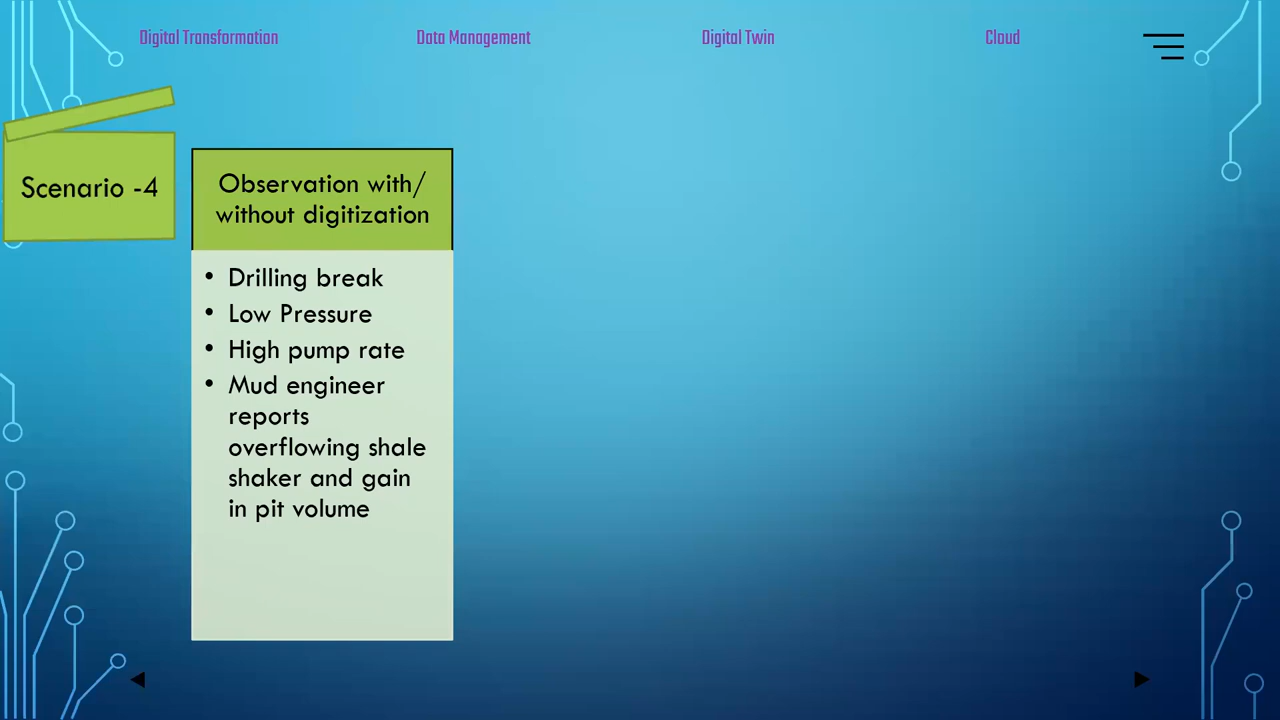 Digital Transformation
Data Management
Digital Twin
Cloud
Scenario -4
Observation with/
without digitization
• Drilling break
• Low Pressure
• High pump rate
• Mud engineer
reports
overflowing shale
shaker and gain
in pit volume